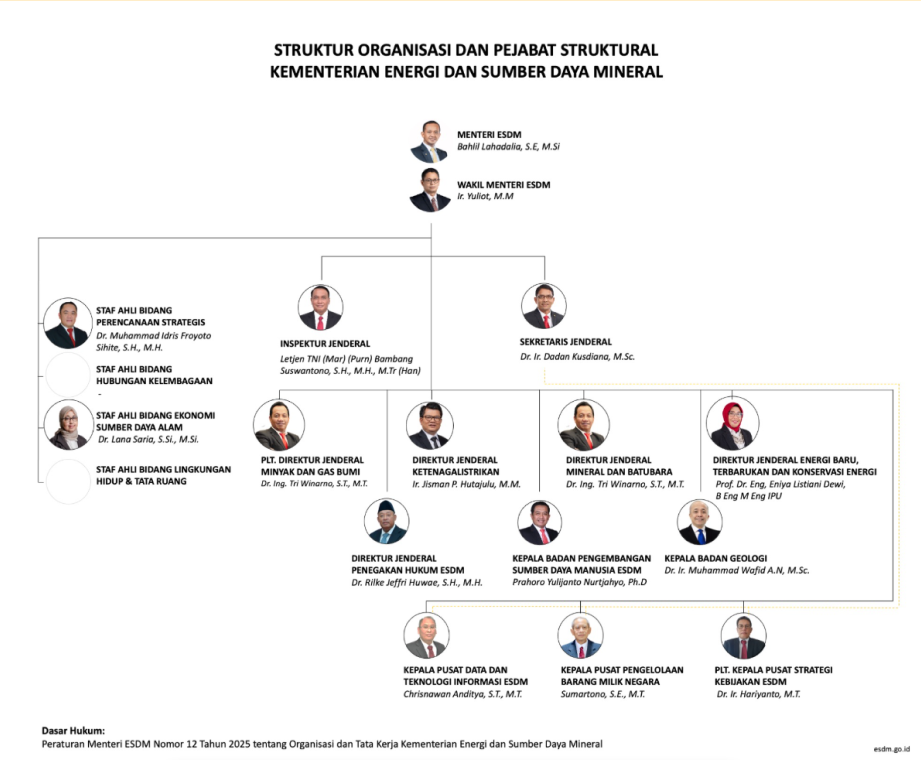 STRUKTUR ORGANISASI DAN PEJABAT STRUKTURAL
KEMENTERIAN ENERGI DAN SUMBER DAYA MINERAL
MENTERI ESDM
Bahlil Lahadalia, S.E, M.Si
WAKIL MENTERI ESDM
Ir. Yuliot, M.M
STAF AHLI BIDANG
PERENCANAAN STRATEGIS
Dr. Muhammad Idris Froyoto
Sihite, S.H., M.H.
STAF AHLI BIDANG
HUBUNGAN KELEMBAGAAN
-
STAF AHLI BIDANG EKONOMI
SUMBER DAYA ALAM
Dr. Lana Saria, S.Si., M.Si.
STAF AHLI BIDANG LINGKUNGAN
HIDUP & TATA RUANG
INSPEKTUR JENDERAL
Letjen TNI (Mar) (Purn) Bambang
Suswantono, S.H., M.H., M.Tr (Han)
SEKRETARIS JENDERAL
Dr. Ir. Dadan Kusdiana, M.Sc.
PLT. DIREKTUR JENDERAL
MINYAK DAN GAS BUMI
Dr. Ing. Tri Winarno, S.T., M.T.
DIREKTUR JENDERAL
KETENAGALISTRIKAN
Ir. Jisman P. Hutajulu, M.M.
DIREKTUR JENDERAL
MINERAL DAN BATUBARA
Dr. Ing. Tri Winarno, S.T., M.T.
DIREKTUR JENDERAL ENERGI BARU,
TERBARUKAN DAN KONSERVASI ENERGI
Prof. Dr. Eng, Eniya Listiani Dewi,
B Eng M Eng IPU
DIREKTUR JENDERAL
PENEGAKAN HUKUM ESDM
Dr. Rilke Jeffri Huwae, S.H., M.H.
KEPALA BADAN PENGEMBANGAN
SUMBER DAYA MANUSIA ESDM
Prahoro Yulijanto Nurtjahyo, Ph.D
KEPALA BADAN GEOLOGI
Dr. Ir. Muhammad Wafid A.N, M.Sc.
KEPALA PUSAT DATA DAN
TEKNOLOGI INFORMASI ESDM
Chrisnawan Anditya, S.T., M.T.
KEPALA PUSAT PENGELOLAAN
BARANG MILIK NEGARA
Sumartono, S.E., M.T.
PLT. KEPALA PUSAT STRATEGI
KEBIJAKAN ESDM
Dr. Ir. Hariyanto, M.T.
Dasar Hukum:
Peraturan Menteri ESDM Nomor 12 Tahun 2025 tentang Organisasi dan Tata Kerja Kementerian Energi dan Sumber Daya Mineral
esdm.go.id